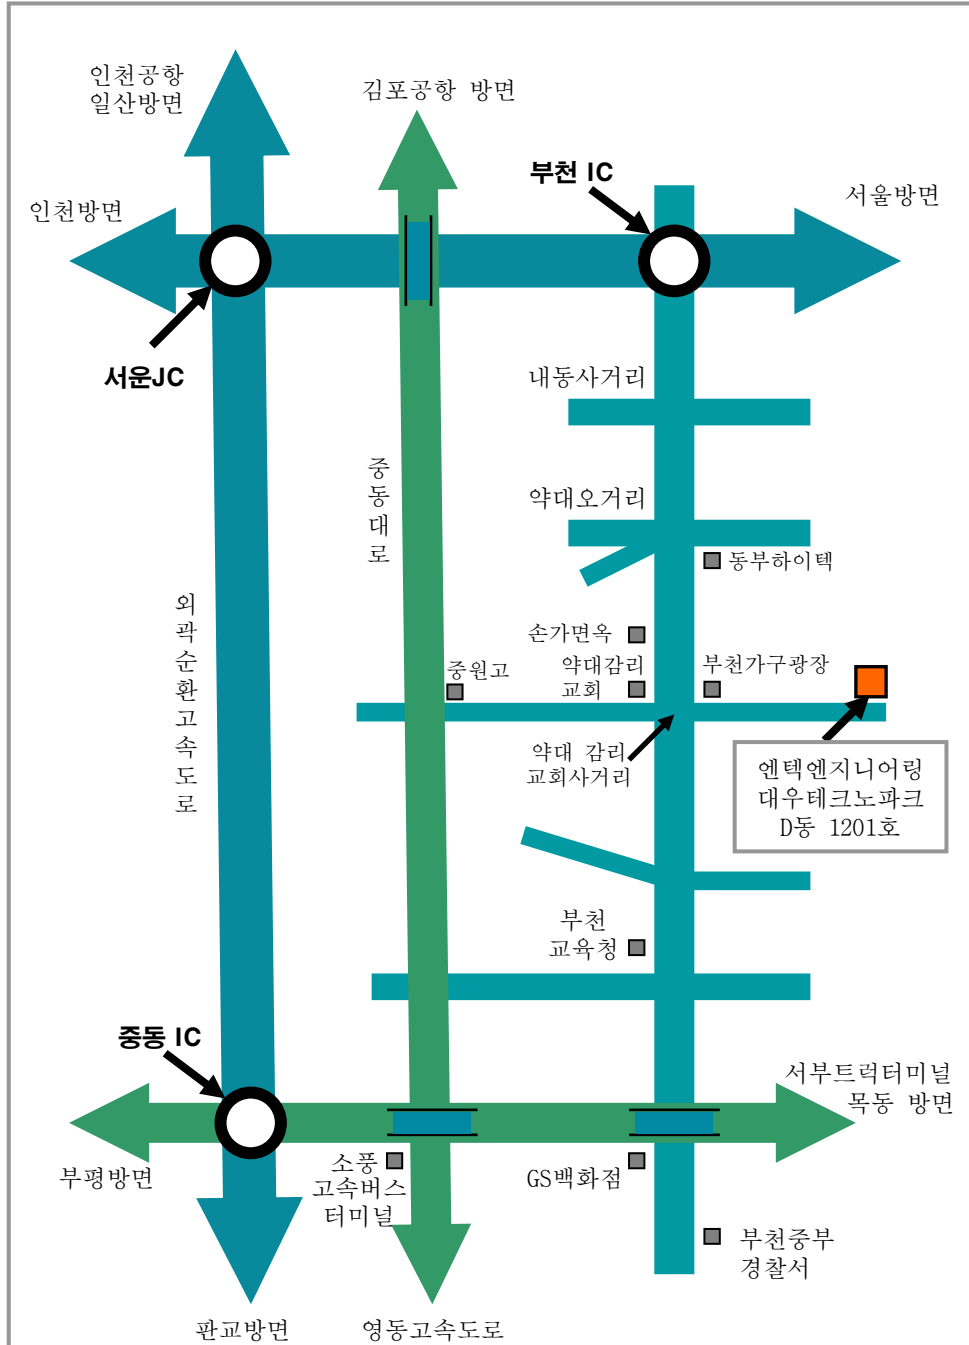 인천공항
일산방면
김포공항 방면
부천 IC
인천방면
서울방면
서운JC
내동사거리
중동대로
약대오거리
동부하이텍
외곽순환고속도로
손가면옥
중원고
약대감리
교회
부천가구광장
약대 감리
교회사거리
엔텍엔지니어링
대우테크노파크
D동 1201호
부천
교육청
중동 IC
서부트럭터미널
목동 방면
부평방면
소풍
고속버스
터미널
GS백화점
부천중부
경찰서
판교방면
영동고속도로